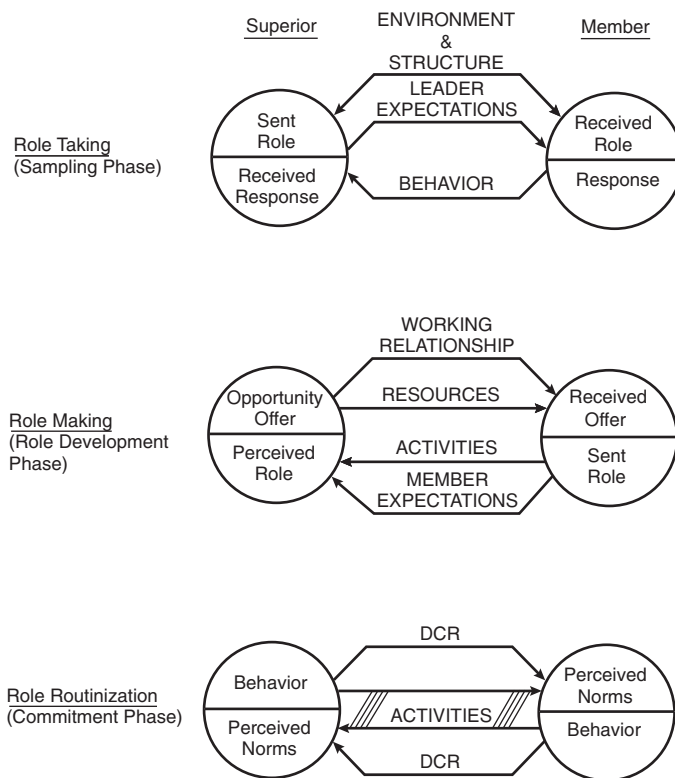 Superior
ENVIRONMENT
&
STRUCTURE
Member
LEADER
EXPECTATIONS
Sent
Role
Received
Response
Received
Role
Response
Role Taking
(Sampling Phase)
BEHAVIOR
WORKING
RELATIONSHIP
RESOURCES
Opportunity
Offer
Perceived
Role
Received
Offer
Sent
Role
Role Making
(Role Development
Phase)
ACTIVITIES
MEMBER
EXPECTATIONS
DCR
Behavior
Perceived
Norms
Perceived
Norms
Behavior
Role Routinization
(Commitment Phase)
ACTIVITIES
DCR